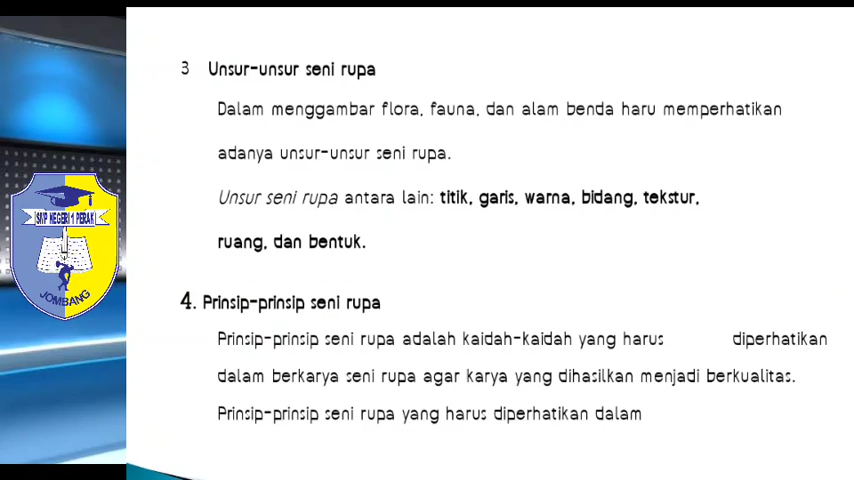 3 Unsur-unsur seni rupa
Dalam menggambar flora, fauna, dan alam benda haru memperhatikan
adanya unsur-unsur seni rupa.
Unsur seni rupa antara lain: titik, garis, warna, bidang, tekstur,
ruang, dan bentuk.
SMP NEGERI 1 PERAK
JOMBANG
4. Prinsip-prinsip seni rupa
Prinsip-prinsip seni rupa adalah kaidah-kaidah yang harus diperhatikan
dalam berkarya seni rupa agar karya yang dihasilkan menjadi berkualitas.
Prinsip-prinsip seni rupa yang harus diperhatikan dalam